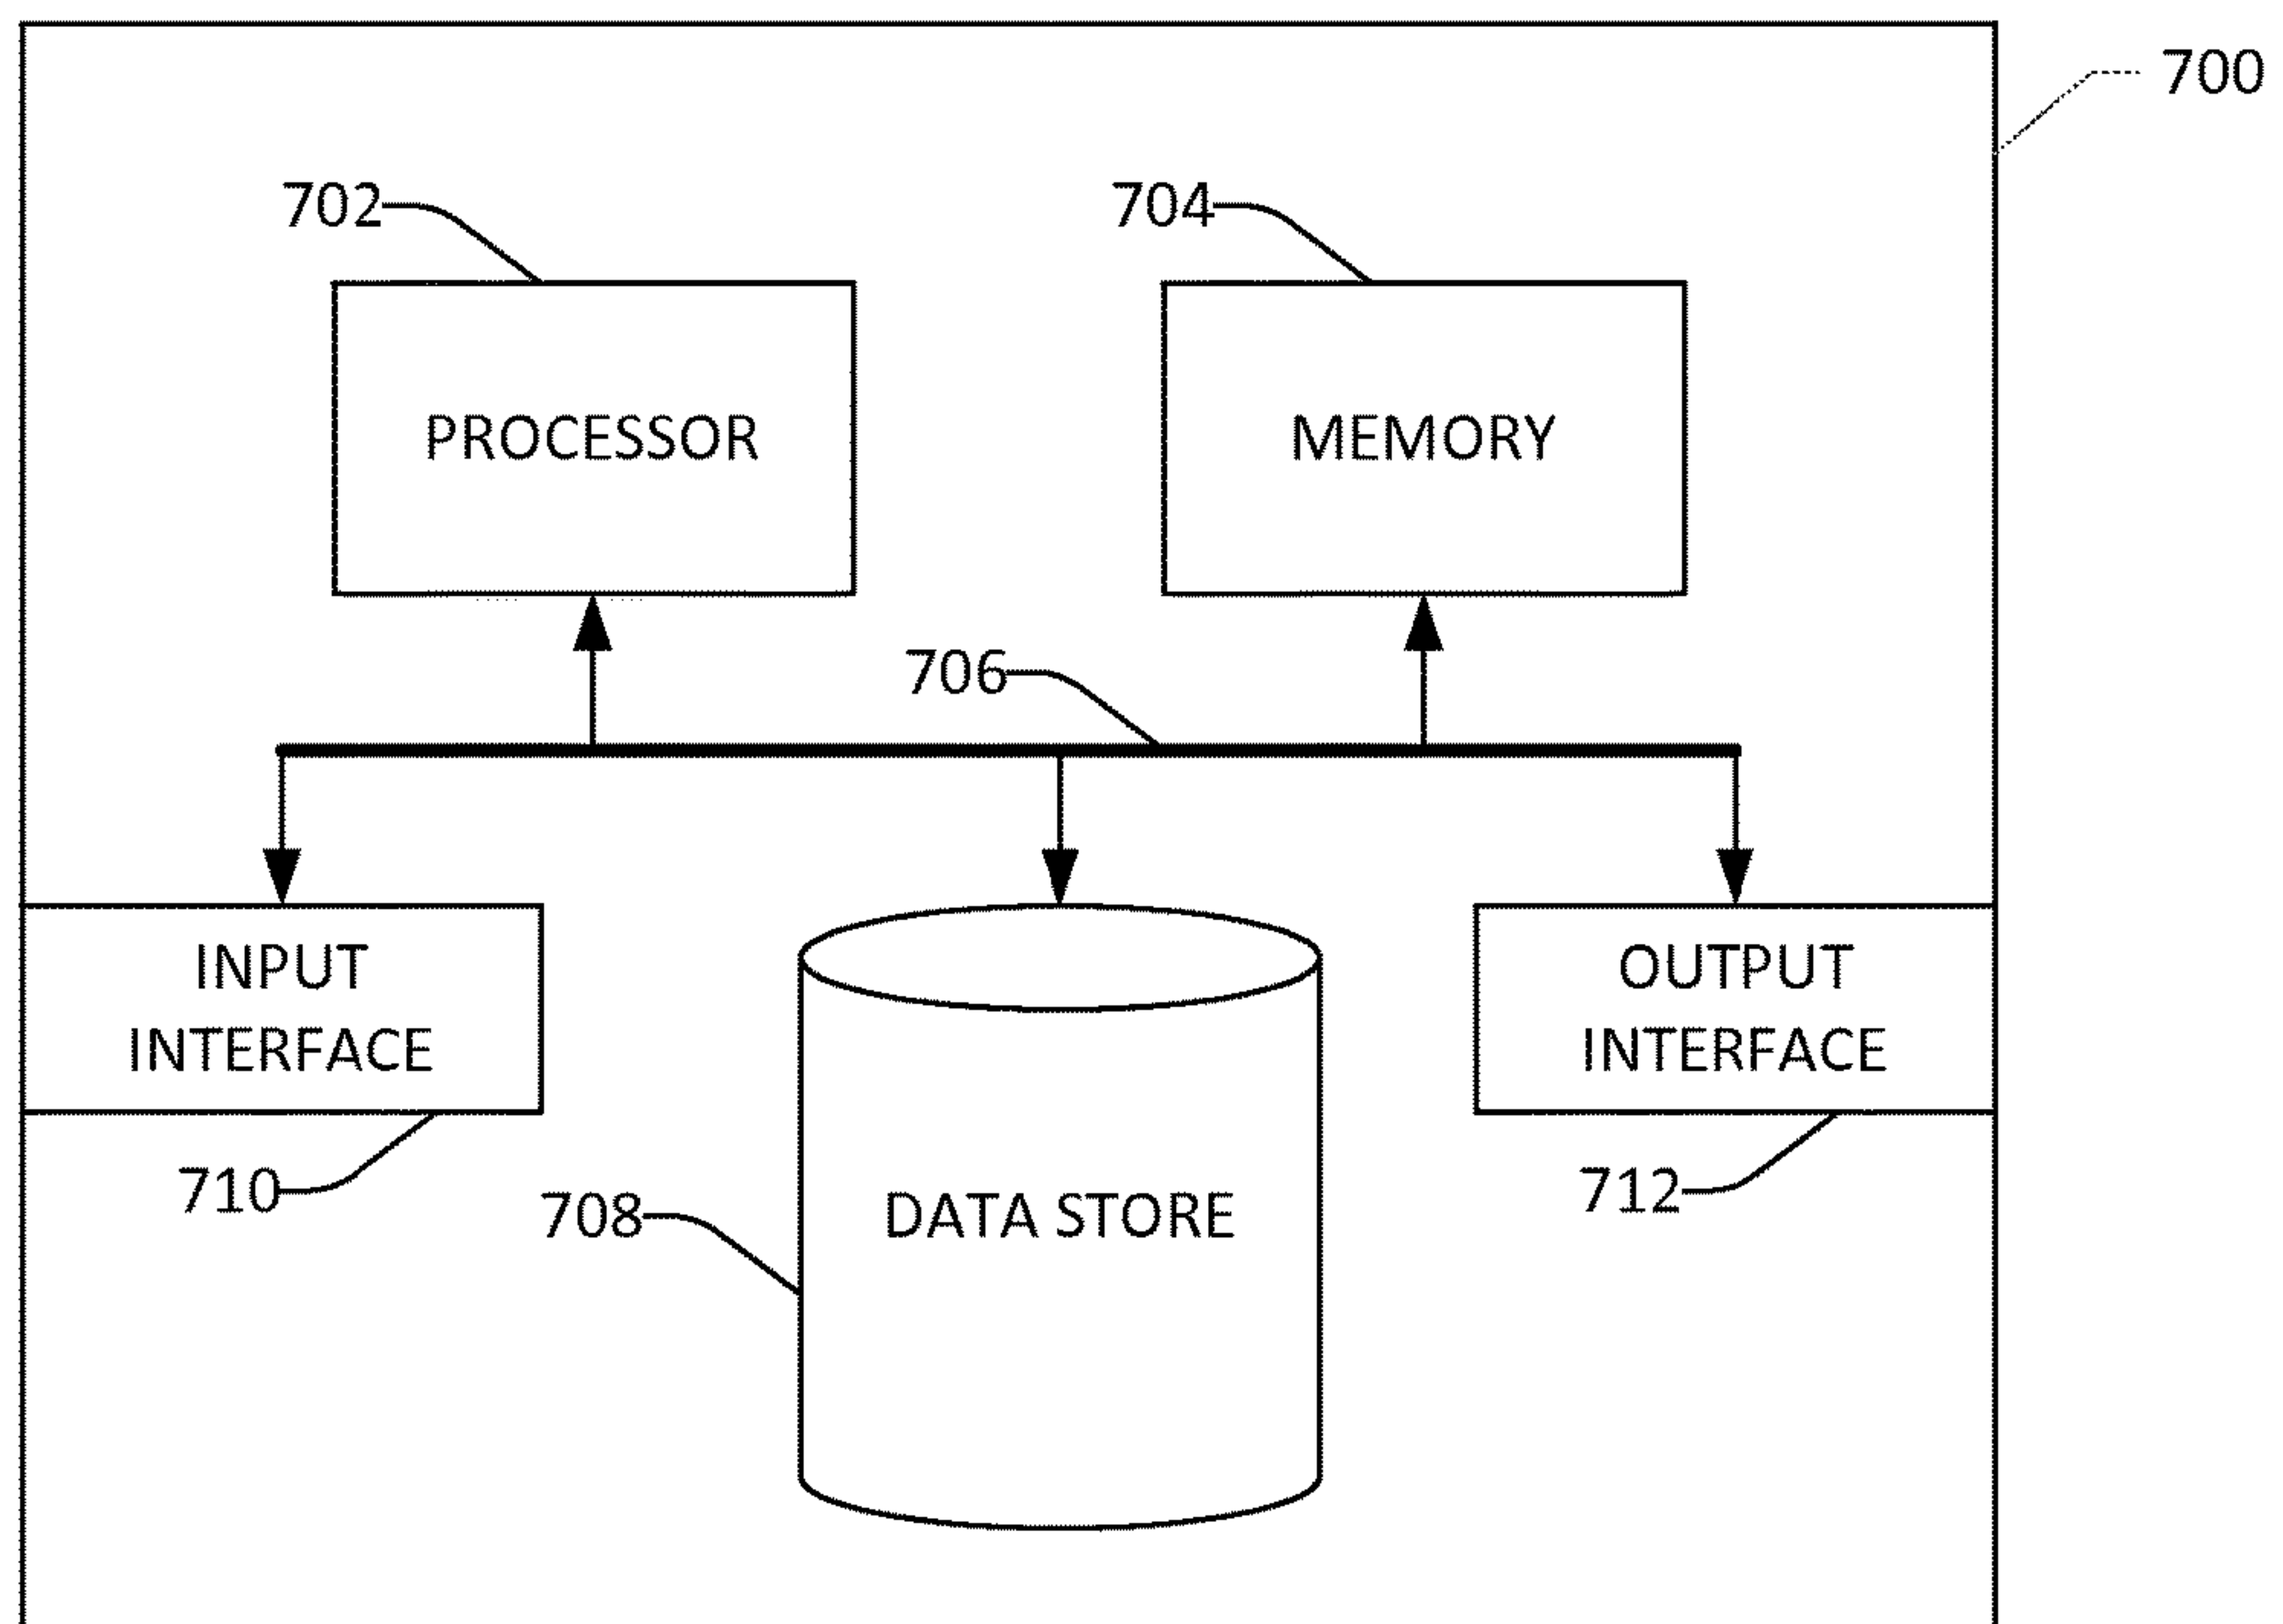 700
702
704
PROCESSOR
MEMORY
706
INPUT
INTERFACE
OUTPUT
INTERFACE
710
708
DATA STORE
712